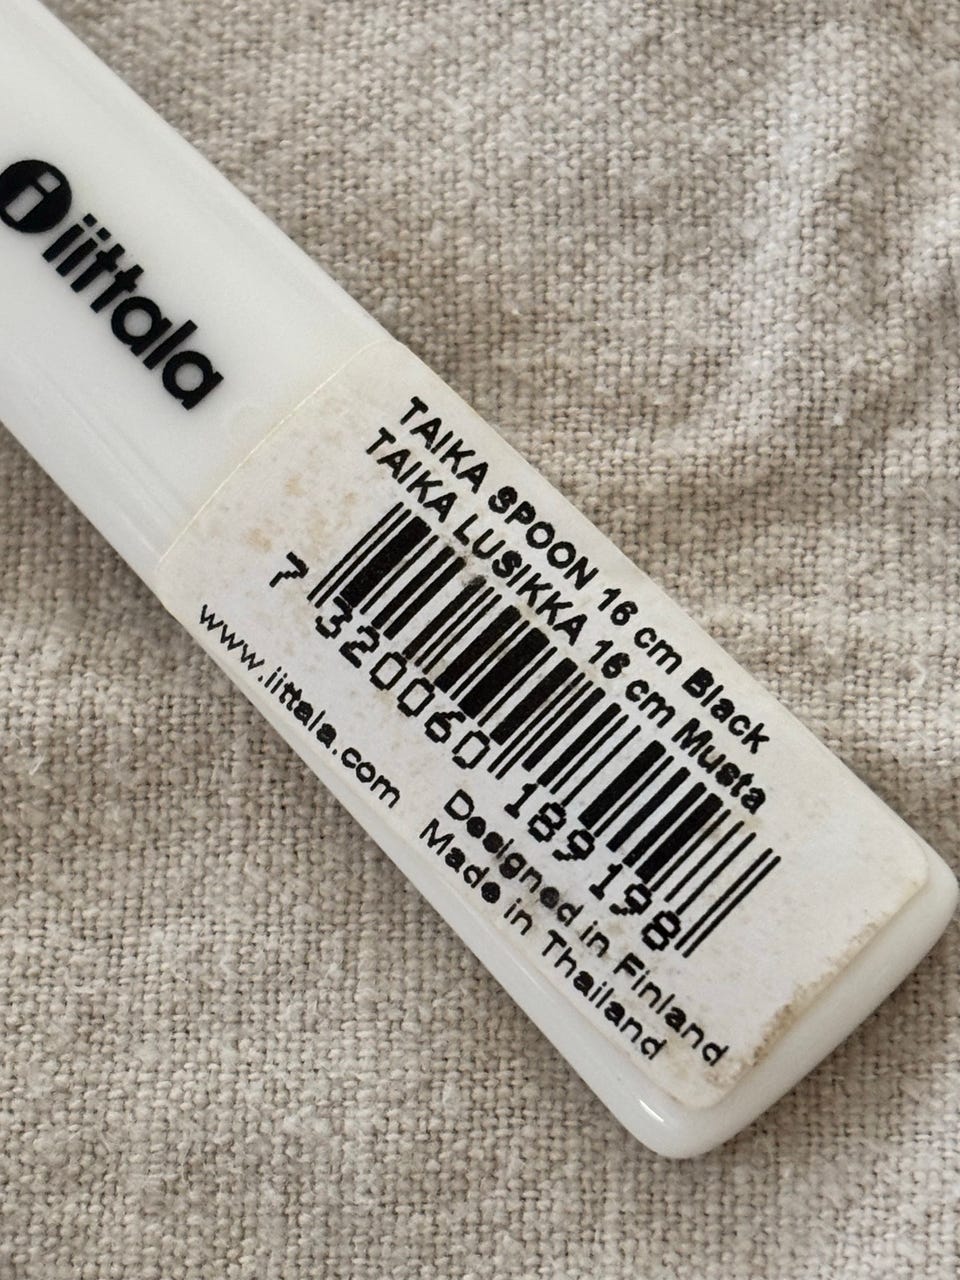 iittala
TAIKA SPOON 16 cm Black
TAIKA LUSIKKA 16 cm Musta
7 320060 189198
www.iittala.com
Designed in Finland
Made in Thailand